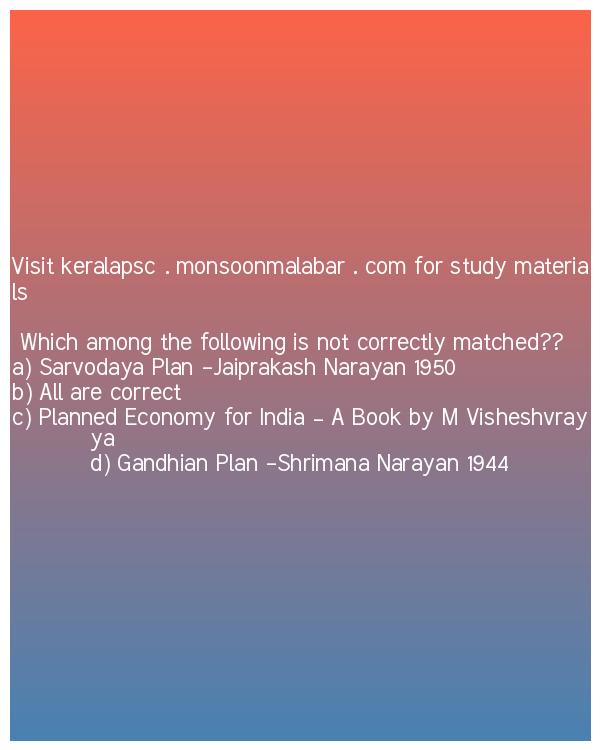 Visit keralapsc . monsoonmalabar . com for study materia
ls
Which among the following is not correctly matched??
a) Sarvodaya Plan -Jaiprakash Narayan 1950
b) All are correct
c) Planned Economy for India - A Book by M Visheshvray
ya
d) Gandhian Plan -Shrimana Narayan 1944